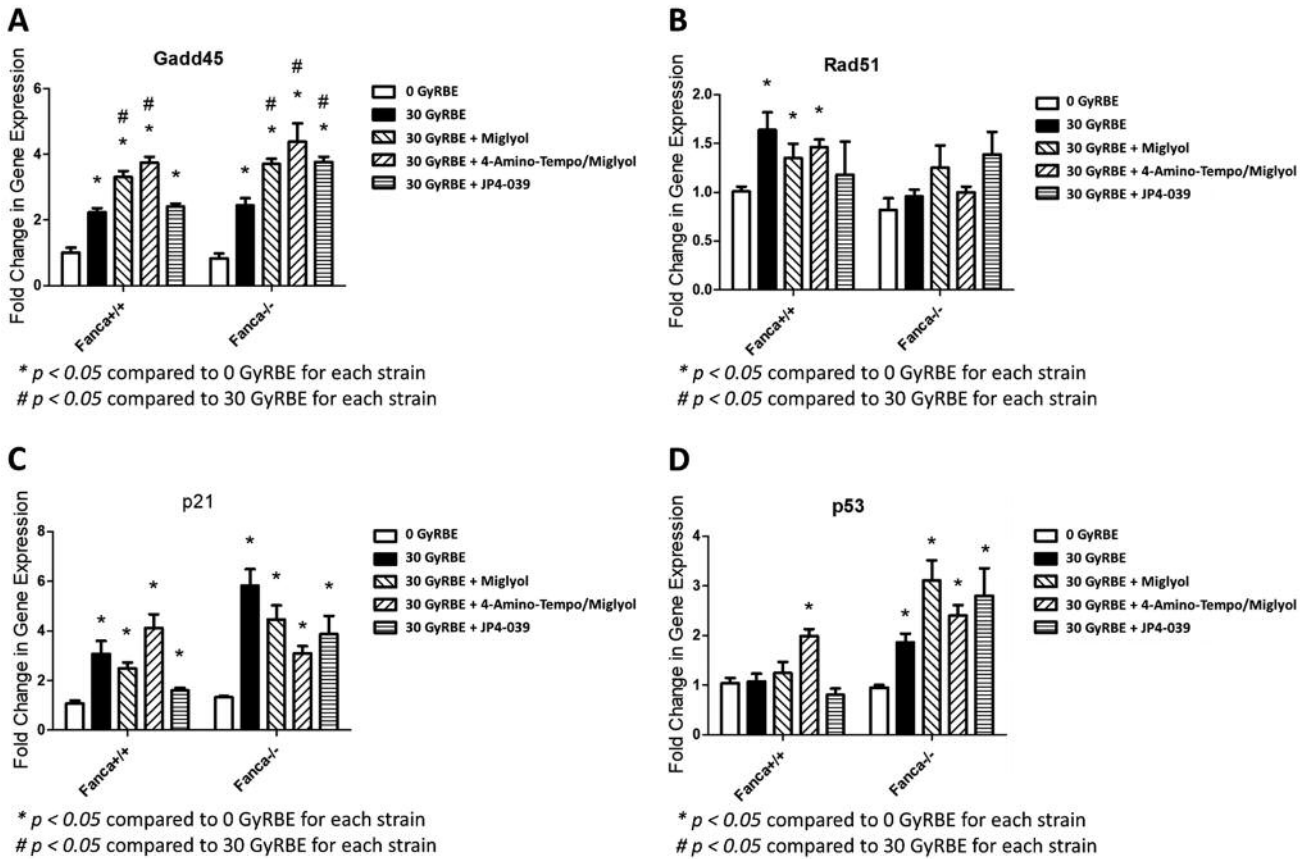 A
Gadd45
Fold Change in Gene Expression
6
4
2
0
# # # # #
* * * * * * * *
Fanca+/+
Fanca-/-
0 GyRBE
30 GyRBE
30 GyRBE + Miglyol
30 GyRBE + 4-Amino-Tempo/Miglyol
30 GyRBE + JP4-039
* p < 0.05 compared to 0 GyRBE for each strain
# p < 0.05 compared to 30 GyRBE for each strain
B
Rad51
Fold Change in Gene Expression
2.0
1.5
1.0
0.5
0.0
* * *
Fanca+/+
Fanca-/-
0 GyRBE
30 GyRBE
30 GyRBE + Miglyol
30 GyRBE + 4-Amino-Tempo/Miglyol
30 GyRBE + JP4-039
* p < 0.05 compared to 0 GyRBE for each strain
# p < 0.05 compared to 30 GyRBE for each strain
C
p21
Fold Change in Gene Expression
8
6
4
2
0
* * * * * * * *
Fanca+/+
Fanca-/-
0 GyRBE
30 GyRBE
30 GyRBE + Miglyol
30 GyRBE + 4-Amino-Tempo/Miglyol
30 GyRBE + JP4-039
* p < 0.05 compared to 0 GyRBE for each strain
# p < 0.05 compared to 30 GyRBE for each strain
D
p53
Fold Change in Gene Expression
4
3
2
1
0
* * * * *
Fanca+/+
Fanca-/-
0 GyRBE
30 GyRBE
30 GyRBE + Miglyol
30 GyRBE + 4-Amino-Tempo/Miglyol
30 GyRBE + JP4-039
* p < 0.05 compared to 0 GyRBE for each strain
# p < 0.05 compared to 30 GyRBE for each strain